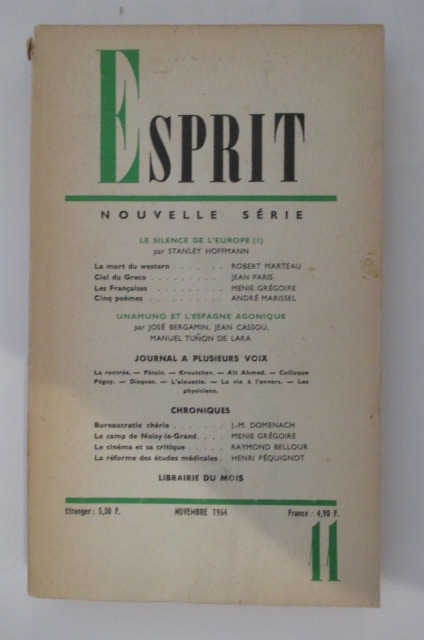 ESPRIT
NOUVELLE SÉRIE
LE SILENCE DE L'EUROPE (I)
par STANLEY HOFFMANN
La mort du western . . . . . . ROBERT MARTEAU
Ciel du Greco . . . . . . . . . JEAN PARIS
Les Françaises . . . . . . . . MENIE GRÉGOIRE
Cinq poèmes . . . . . . . . . ANDRÉ MARISSEL
UNAMUNO ET L'ESPAGNE AGONIQUE
par JOSÉ BERGAMIN, JEAN CASSOU,
MANUEL TUÑON DE LARA
JOURNAL A PLUSIEURS VOIX
La rentrée. — Pétain. — Kroutchev. — Aït Ahmed. — Colloque
Péguy. — Disques. — L'alouette. — La vie à l'envers. — Les
physiciens.
CHRONIQUES
Bureaucratie chérie . . . . . . . J.-M. DOMENACH
Le camp de Noisy-le-Grand. . . . MENIE GRÉGOIRE
Le cinéma et sa critique . . . . . RAYMOND BELLOUR
La réforme des études médicales . HENRI PÉQUIGNOT
LIBRAIRIE DU MOIS
Etranger : 5,30 F. NOVEMBRE 1964 France : 4,90 F.
11